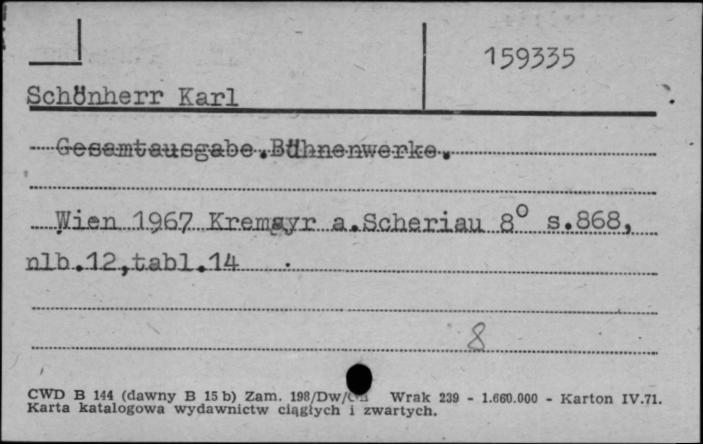 159335
Schönherr Karl
Gesamtausgabe.Bühnenwerke.
Wien 1967 Kremayr a.Scheriau 8° s.868,
nlb.12,tabl.14
8
CWD B 144 (dawny B 15 b) Zam. 198/Dw/ Wrak 239 - 1.660.000 - Karton IV.71.
Karta katalogowa wydawnictw ciągłych i zwartych.